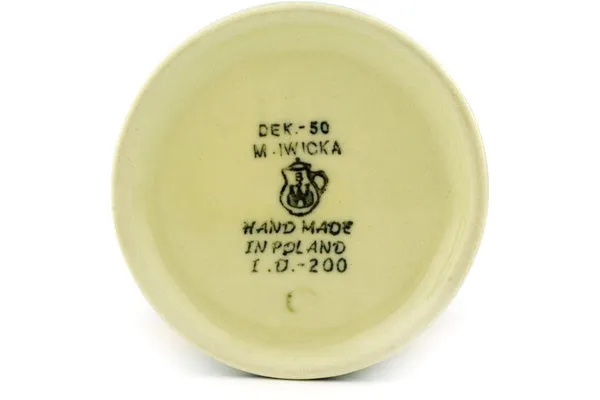 DEK.-50
M.IWICKA
B
HAND MADE
IN POLAND
I.D.-200